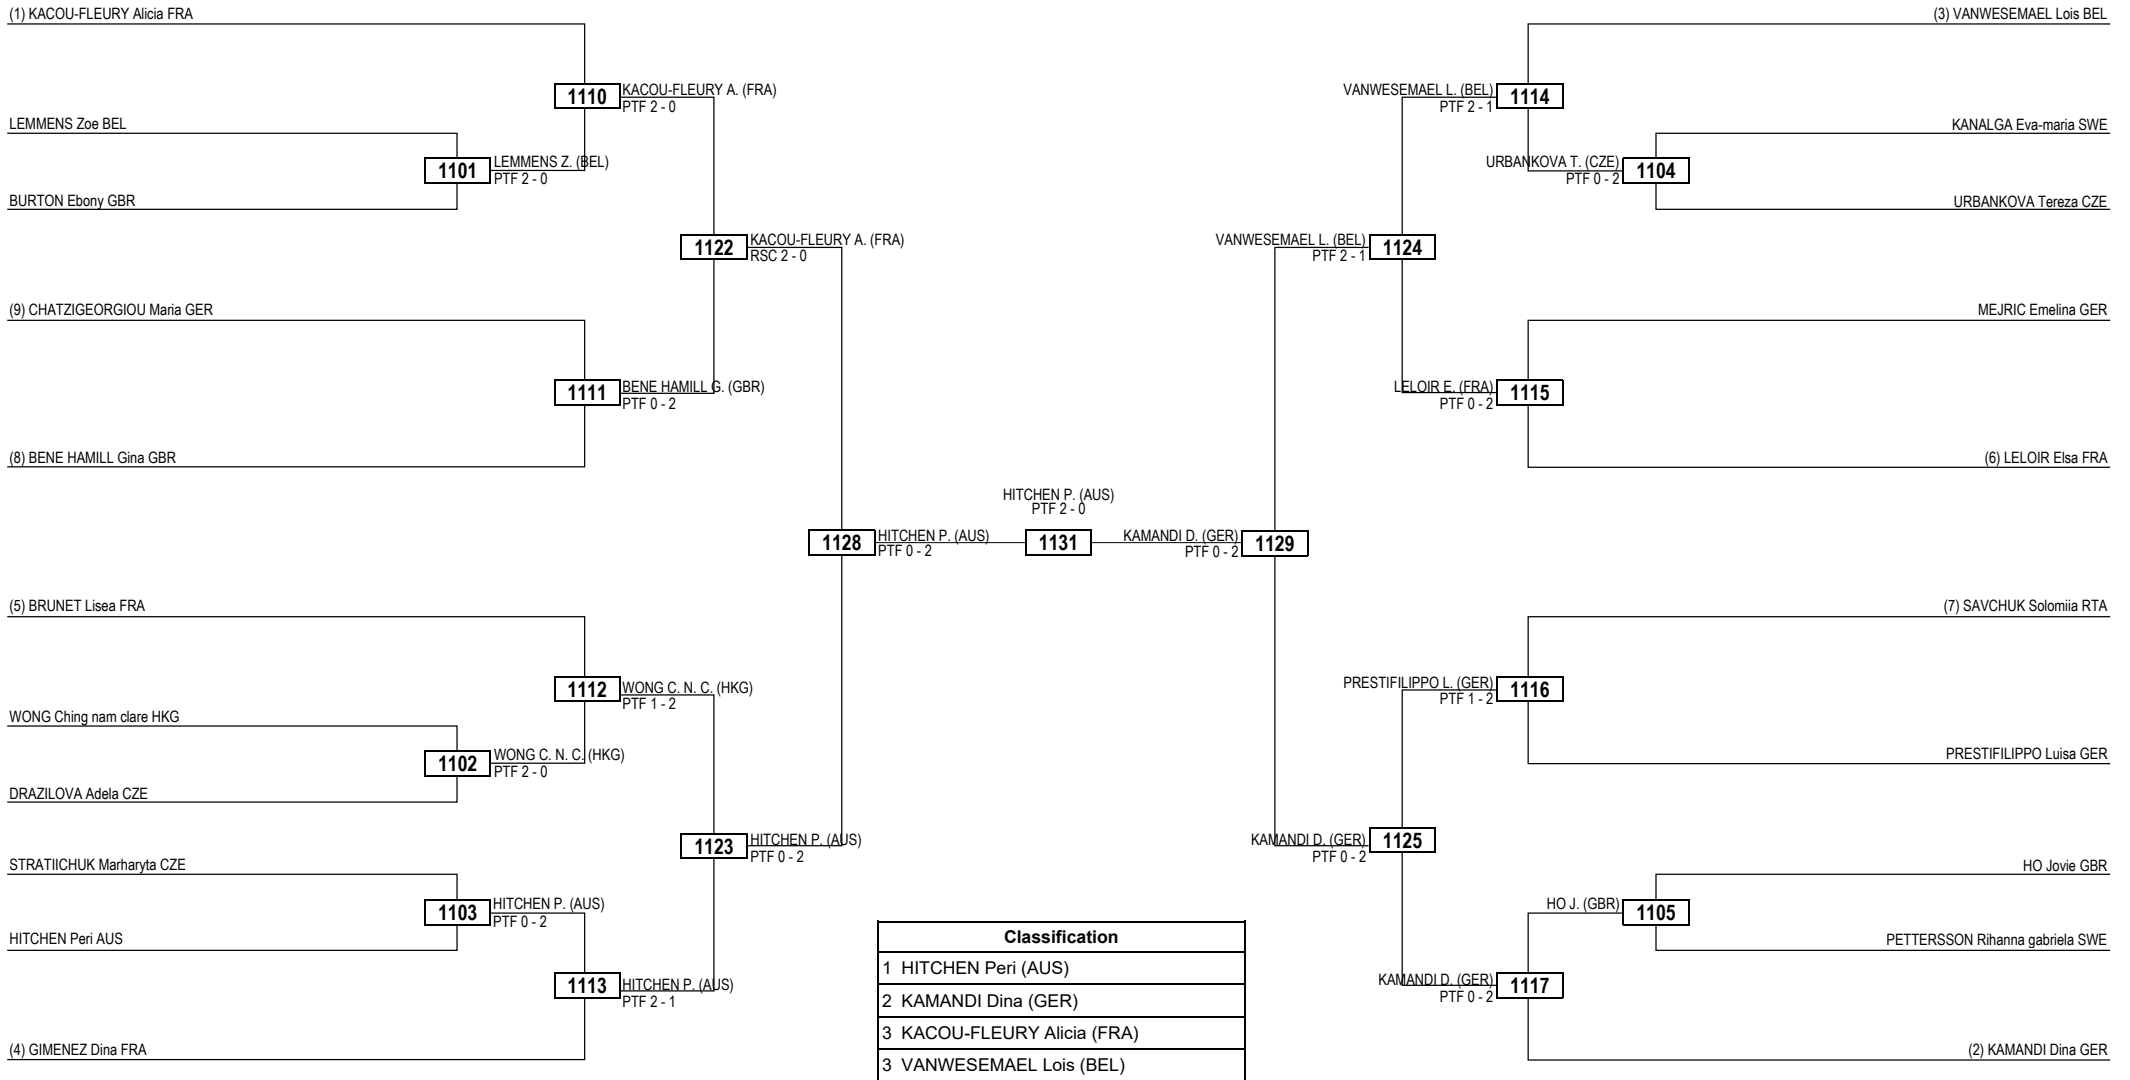 (1) KACOU-FLEURY Alicia FRA
(3) VANWESEMAEL Lois BEL
1110
KACOU-FLEURY A. (FRA)
PTF 2 - 0
VANWESEMAEL L. (BEL)
PTF 2 - 1
1114
LEMMENS Zoe BEL
KANALGA Eva-maria SWE
1101
LEMMENS Z. (BEL)
PTF 2 - 0
URBANKOVA T. (CZE)
PTF 0 - 2
1104
BURTON Ebony GBR
URBANKOVA Tereza CZE
1122
KACOU-FLEURY A. (FRA)
RSC 2 - 0
VANWESEMAEL L. (BEL)
PTF 2 - 1
1124
(9) CHATZIGEORGIOU Maria GER
MEJRIC Emelina GER
1111
BENE HAMILL G. (GBR)
PTF 0 - 2
LELOIR E. (FRA)
PTF 0 - 2
1115
(8) BENE HAMILL Gina GBR
(6) LELOIR Elsa FRA
HITCHEN P. (AUS)
PTF 2 - 0
1128
HITCHEN P. (AUS)
PTF 0 - 2
1131
KAMANDI D. (GER)
PTF 0 - 2
1129
(5) BRUNET Lisea FRA
(7) SAVCHUK Solomiia RTA
1112
WONG C. N. C. (HKG)
PTF 1 - 2
PRESTIFILIPPO L. (GER)
PTF 1 - 2
1116
WONG Ching nam clare HKG
PRESTIFILIPPO Luisa GER
1102
WONG C. N. C. (HKG)
PTF 2 - 0
DRAZILOVA Adela CZE
1123
HITCHEN P. (AUS)
PTF 0 - 2
KAMANDI D. (GER)
PTF 0 - 2
1125
STRATIICHUK Marharyta CZE
HO Jovie GBR
1103
HITCHEN P. (AUS)
PTF 0 - 2
HO J. (GBR)
1105
HITCHEN Peri AUS
PETTERSSON Rihanna gabriela SWE
1113
HITCHEN P. (AUS)
PTF 2 - 1
KAMANDI D. (GER)
PTF 0 - 2
1117
(4) GIMENEZ Dina FRA
(2) KAMANDI Dina GER
Classification
1 HITCHEN Peri (AUS)
2 KAMANDI Dina (GER)
3 KACOU-FLEURY Alicia (FRA)
3 VANWESEMAEL Lois (BEL)